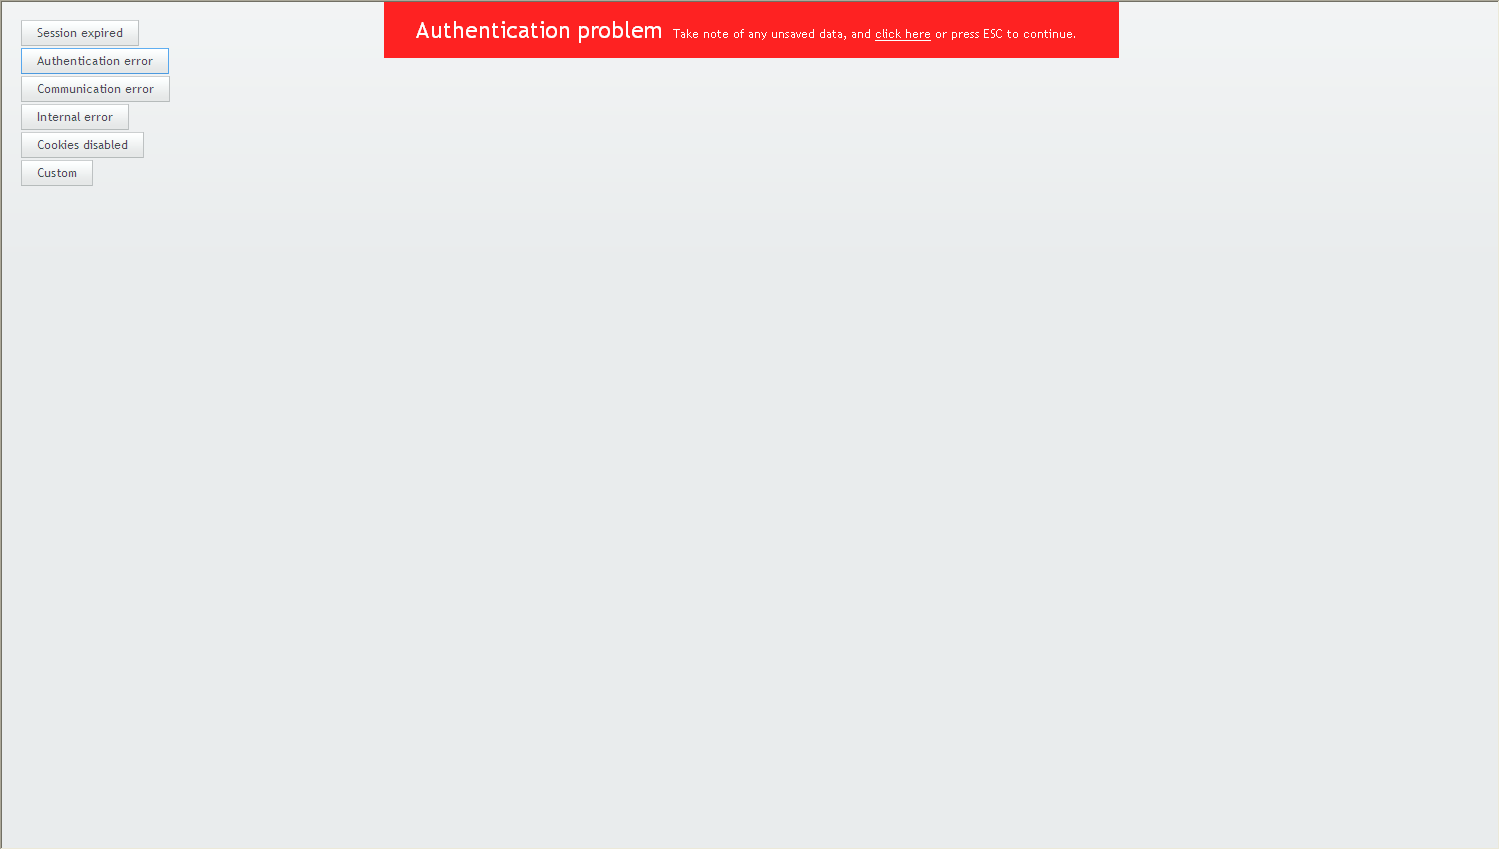 Authentication problem Take note of any unsaved data, and click here or press ESC to continue.
Session expired
Authentication error
Communication error
Internal error
Cookies disabled
Custom